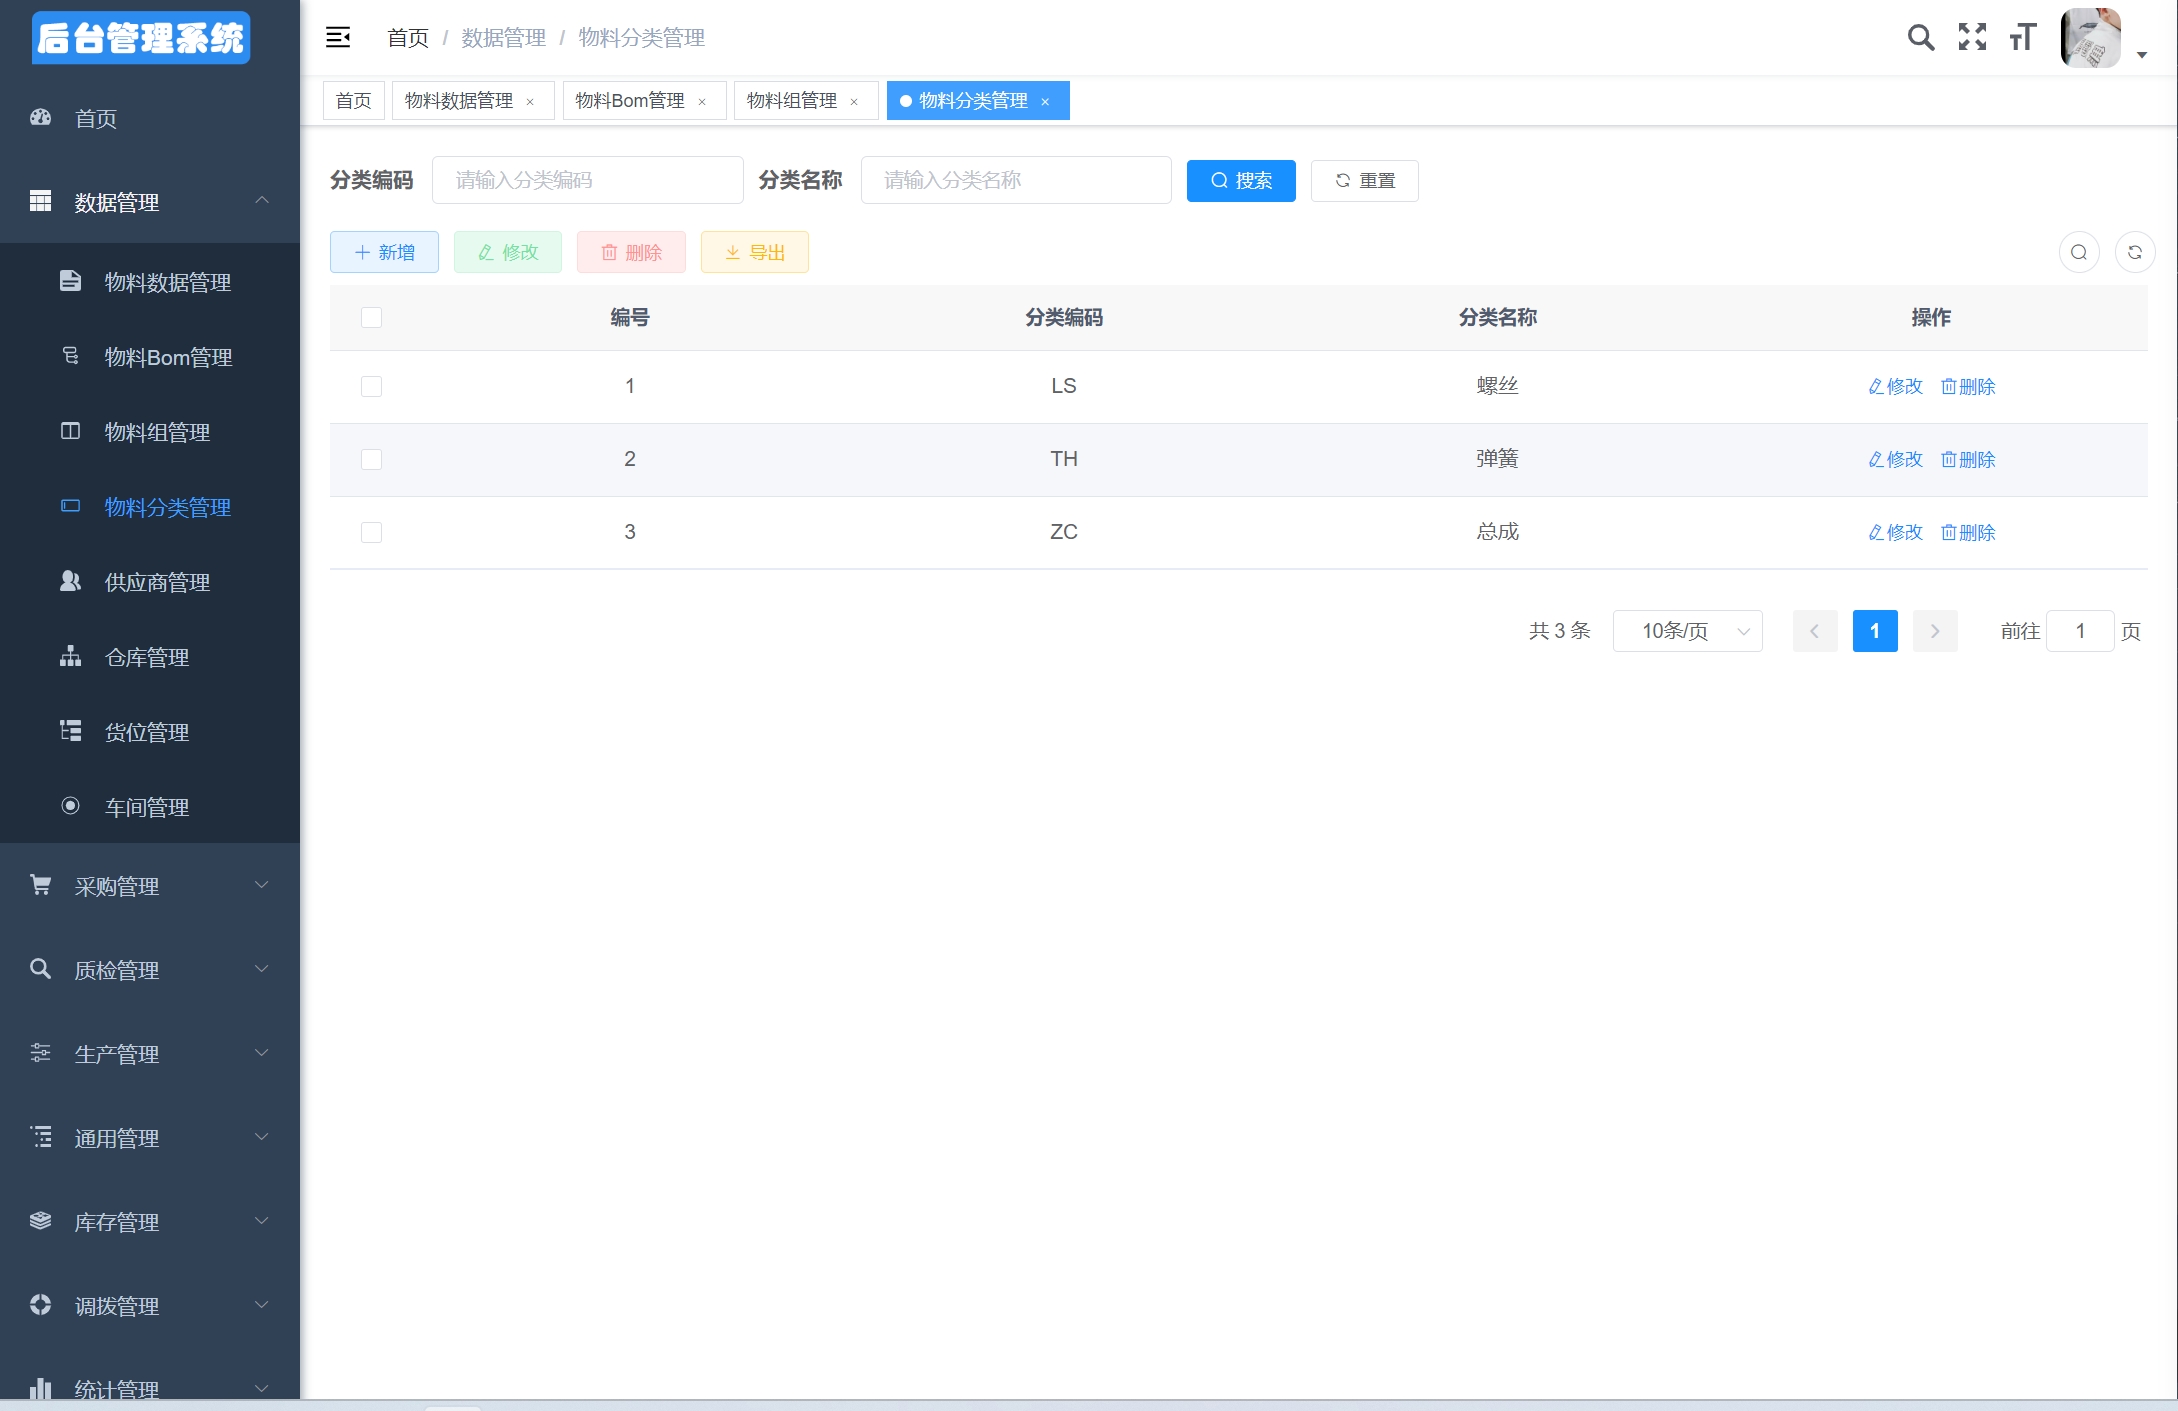 后台管理系统
首页
数据管理
物料数据管理
物料Bom管理
物料组管理
物料分类管理
供应商管理
仓库管理
货位管理
车间管理
采购管理
质检管理
生产管理
通用管理
库存管理
调拨管理
统计管理
首页 / 数据管理 / 物料分类管理
首页 物料数据管理 × 物料Bom管理 × 物料组管理 × 物料分类管理 ×
分类编码 请输入分类编码 分类名称 请输入分类名称 搜索 重置
新增 修改 删除 导出
编号 分类编码 分类名称 操作
1 LS 螺丝 修改 删除
2 TH 弹簧 修改 删除
3 ZC 总成 修改 删除
共 3 条 10条/页 1 前往 1 页